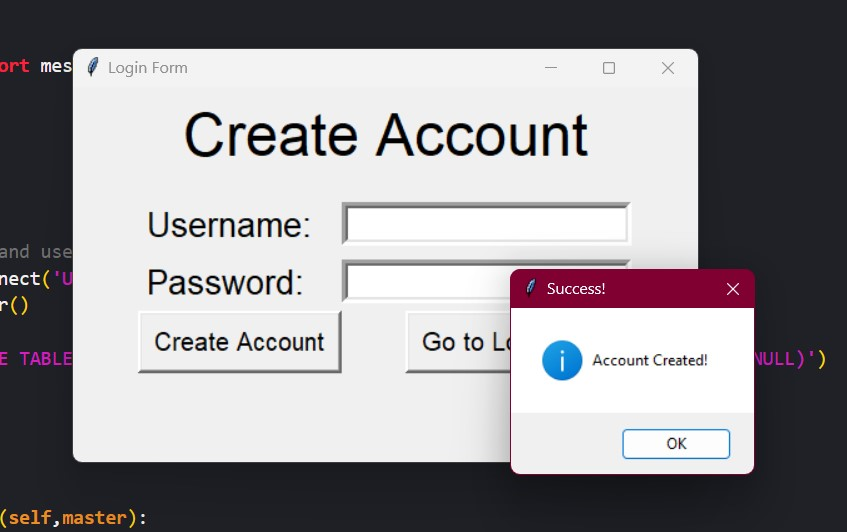 ort mes
Login Form
Create Account
Username:
and use
nect('U
Password:
Success!
r()
Create Account
Go to Lo
E TABLE
Account Created!
NULL)')
OK
(self,master):